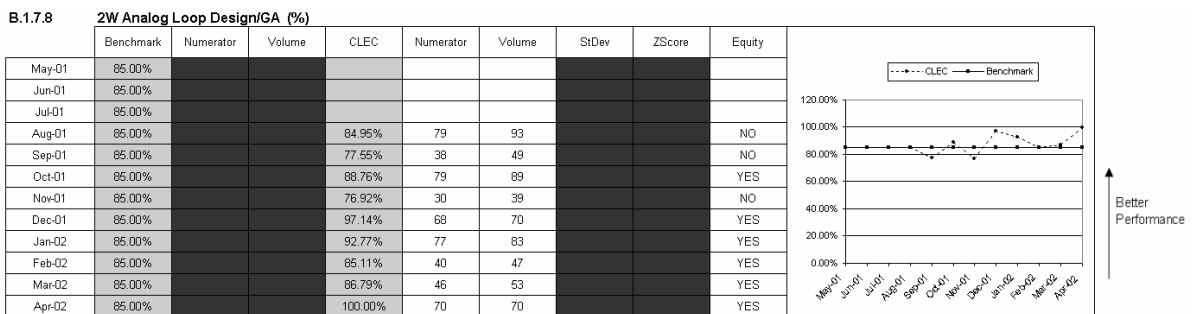 B.1.7.8 2W Analog Loop Design/GA (%)
Benchmark Numerator Volume CLEC Numerator Volume StDev ZScore Equity
May-01 85.00%
Jun-01 85.00%
Jul-01 85.00%
Aug-01 85.00% 84.95% 79 93 NO
Sep-01 85.00% 77.55% 38 49 NO
Oct-01 85.00% 88.76% 79 89 YES
Nov-01 85.00% 76.92% 30 39 NO
Dec-01 85.00% 97.14% 68 70 YES
Jan-02 85.00% 92.77% 77 83 YES
Feb-02 85.00% 85.11% 40 47 YES
Mar-02 85.00% 86.79% 46 53 YES
Apr-02 85.00% 100.00% 70 70 YES
CLEC Benchmark
120.00%
100.00%
80.00%
60.00%
40.00%
20.00%
0.00%
May-01 Jun-01 Jul-01 Aug-01 Sep-01 Oct-01 Nov-01 Dec-01 Jan-02 Feb-02 Mar-02 Apr-02
Better
Performance